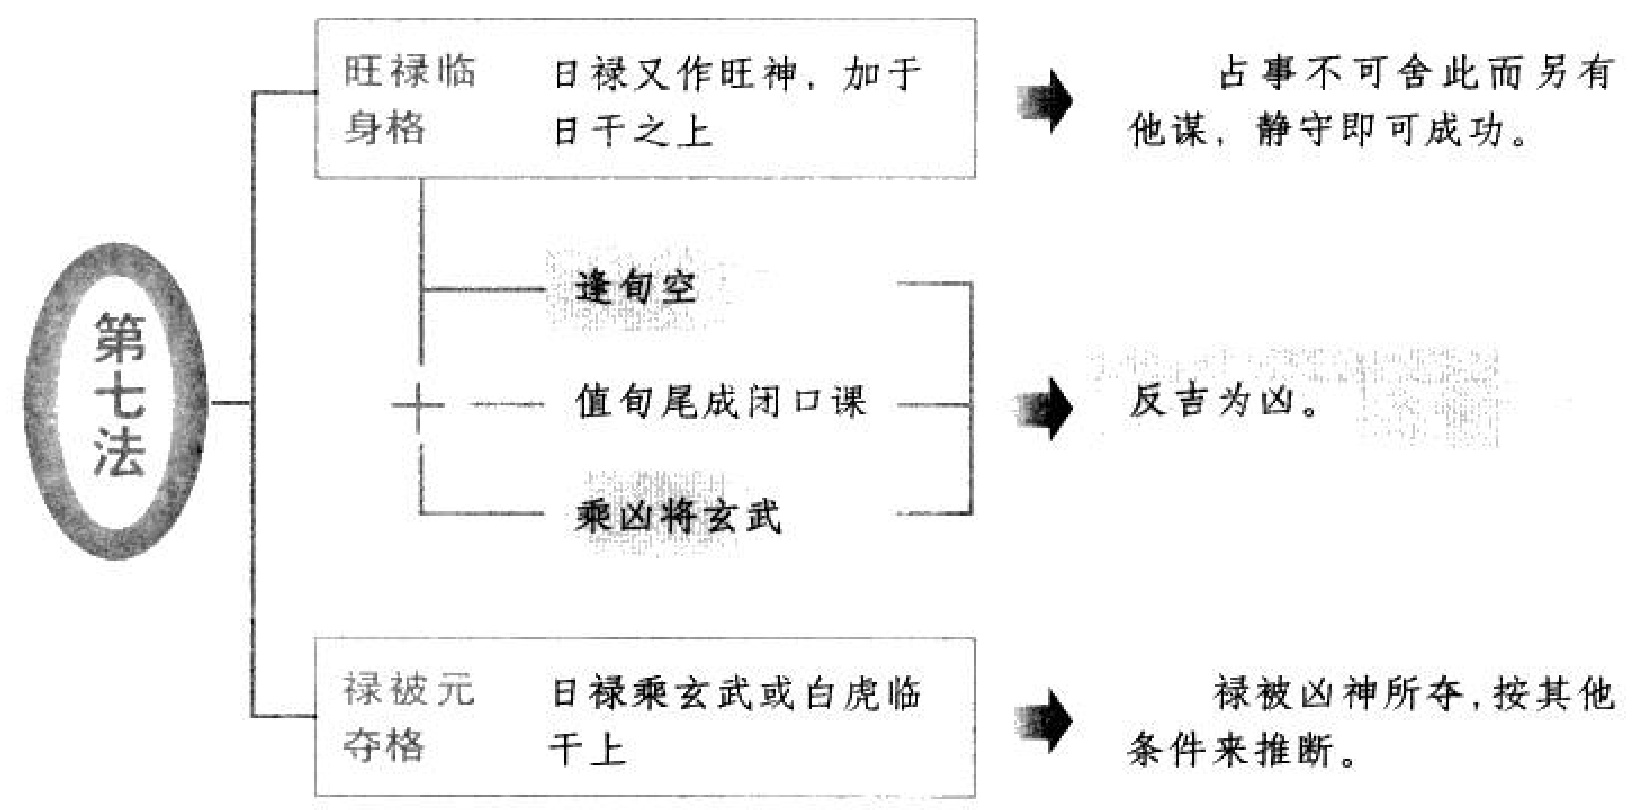 第七法
旺禄临
身格
日禄又作旺神，加于
日干之上
占事不可舍此而另有
他谋，静守即可成功。
逢旬空
值旬尾成闭口课
乘凶将玄武
反吉为凶。
禄被元
夺格
日禄乘玄武或白虎临
干上
禄被凶神所夺，按其他
条件来推断。